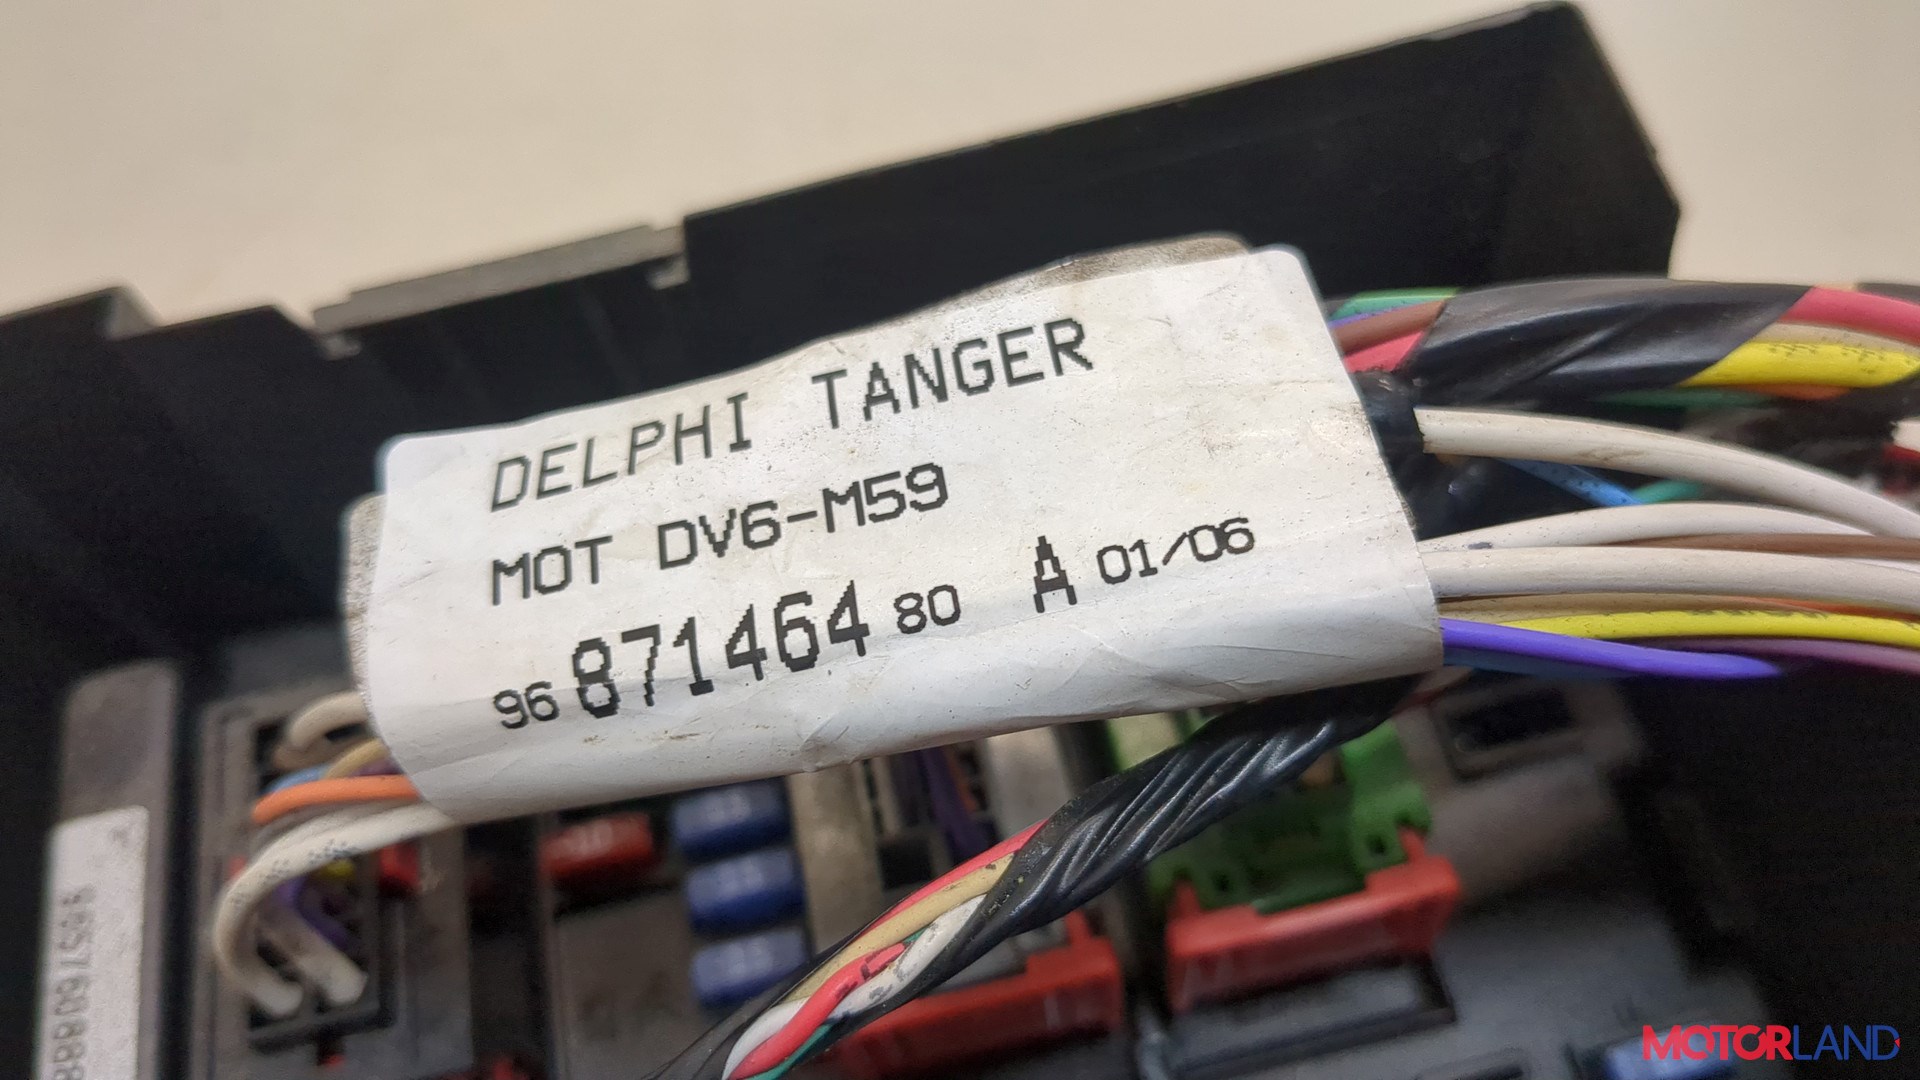 DELPHI TANGER
MOT DV6-M59
96 871464 80 A 01/06
MOTORLAND